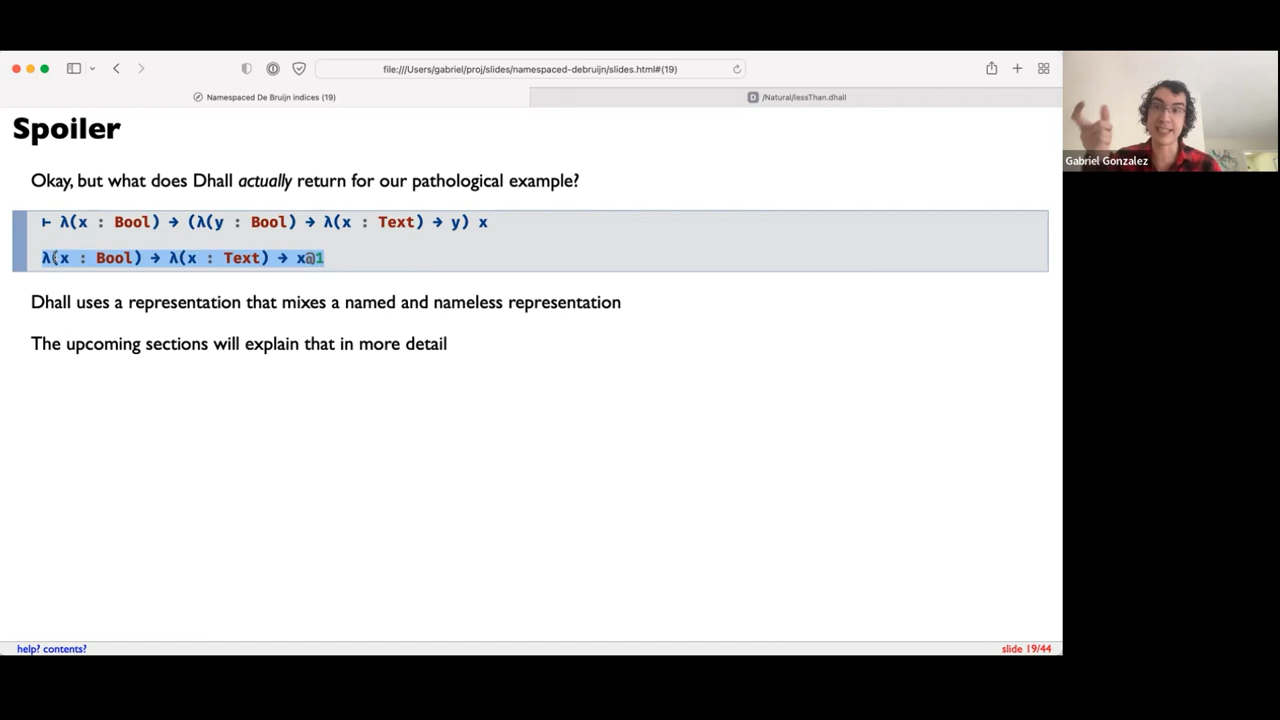 file:///Users/gabriel/proj/slides/namespaced-debruijn/slides.html#(19)
Namespaced De Bruijn indices (19)
D /Natural/lessThan.dhall
Spoiler
Okay, but what does Dhall actually return for our pathological example?
⊢ λ(x : Bool) → (λ(y : Bool) → λ(x : Text) → y) x
λ(x : Bool) → λ(x : Text) → x@1
Dhall uses a representation that mixes a named and nameless representation
The upcoming sections will explain that in more detail
help? contents?
slide 19/44
Gabriel Gonzalez